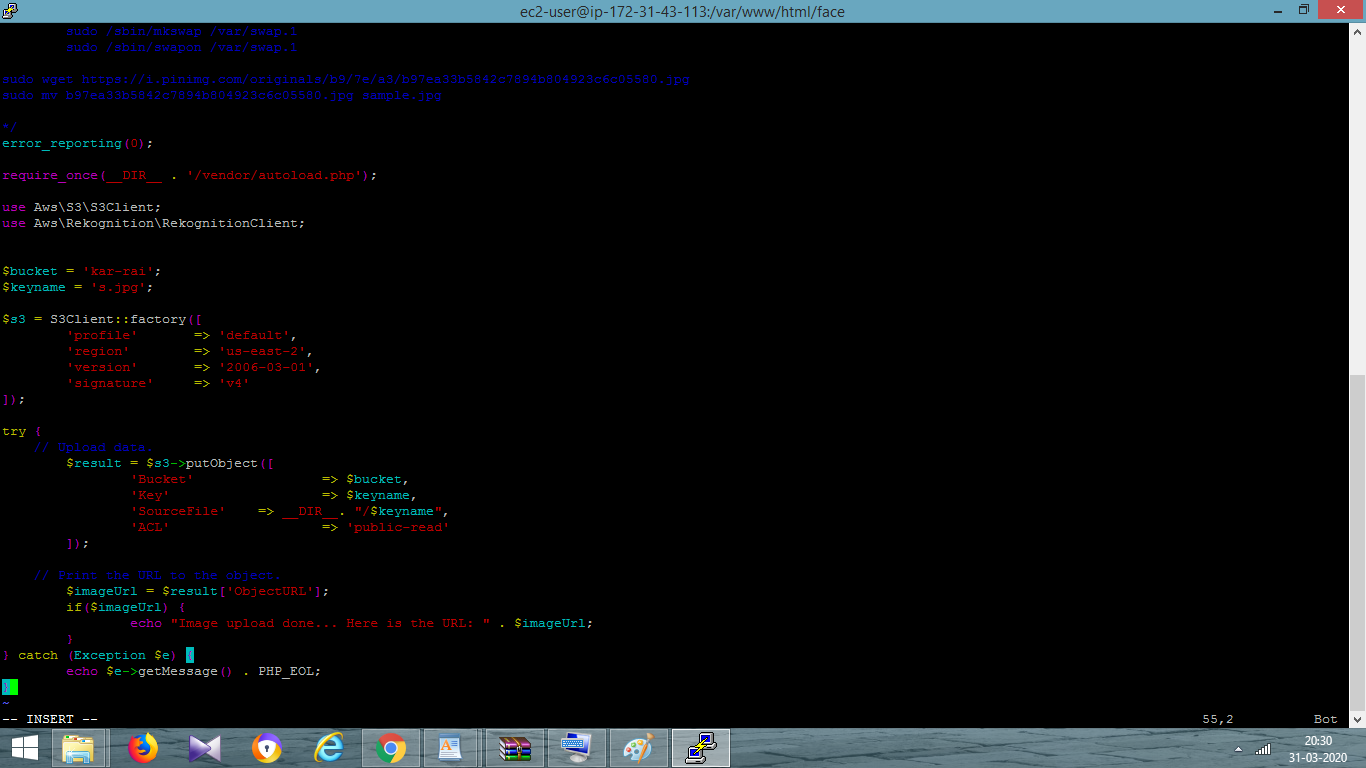 ec2-user@ip-172-31-43-113:/var/www/html/face
sudo /sbin/mkswap /var/swap.1
sudo /sbin/swapon /var/swap.1
sudo wget https://i.pinimg.com/originals/b9/7e/a3/b97ea33b5842c7894b804923c6c05580.jpg
sudo mv b97ea33b5842c7894b804923c6c05580.jpg sample.jpg
*/
error_reporting(0);
require_once(__DIR__ . '/vendor/autoload.php');
use Aws\S3\S3Client;
use Aws\Rekognition\RekognitionClient;
$bucket = 'kar-rai';
$keyname = 's.jpg';
$s3 = S3Client::factory([
'profile' => 'default',
'region' => 'us-east-2',
'version' => '2006-03-01',
'signature' => 'v4'
]);
try {
// Upload data.
$result = $s3->putObject([
'Bucket' => $bucket,
'Key' => $keyname,
'SourceFile' => __DIR__. "/$keyname",
'ACL' => 'public-read'
]);
// Print the URL to the object.
$imageUrl = $result['ObjectURL'];
if($imageUrl) {
echo "Image upload done... Here is the URL: " . $imageUrl;
}
} catch (Exception $e) {
echo $e->getMessage() . PHP_EOL;
}
~
-- INSERT -- 55,2 Bot
20:30
31-03-2020